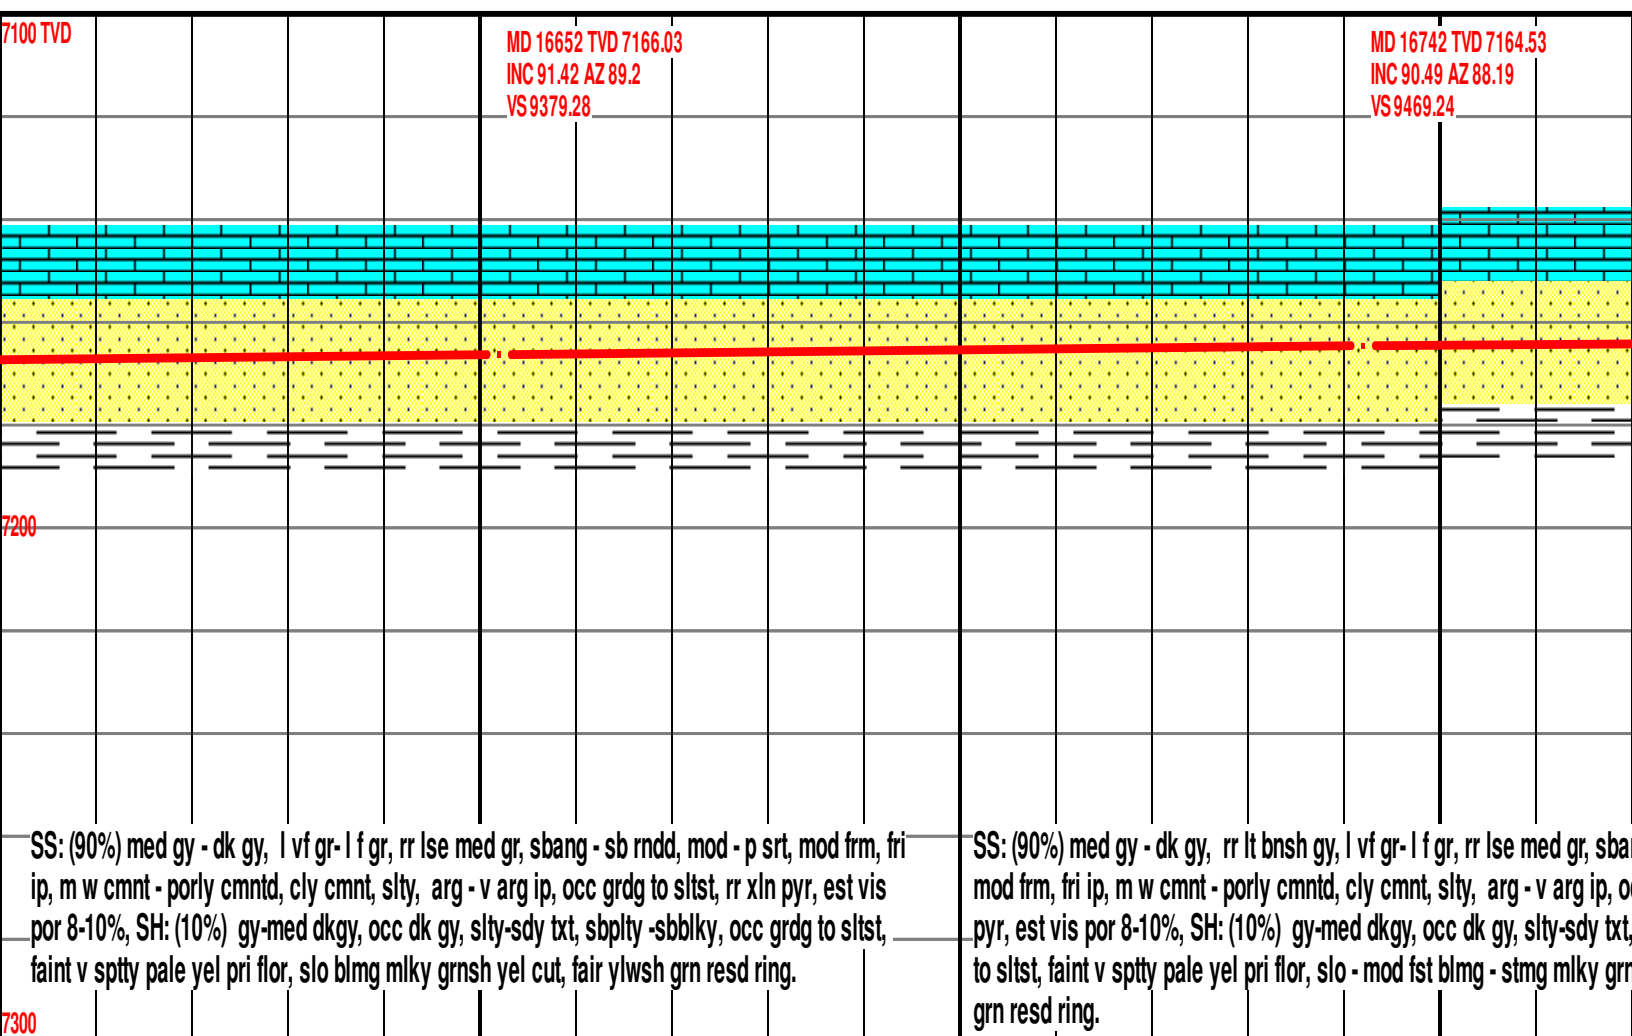 7100 TVD
MD 16652 TVD 7166.03
INC 91.42 AZ 89.2
VS 9379.28
MD 16742 TVD 7164.53
INC 90.49 AZ 88.19
VS 9469.24
7200
SS: (90%) med gy - dk gy, l vf gr- l f gr, rr lse med gr, sbang - sb rndd, mod - p srt, mod frm, fri
ip, m w cmnt - porly cmntd, cly cmnt, slty, arg - v arg ip, occ grdg to sltst, rr xln pyr, est vis
por 8-10%, SH: (10%) gy-med dkgy, occ dk gy, slty-sdy txt, sbplty -sbblky, occ grdg to sltst,
faint v sptty pale yel pri flor, slo blmg mlky grnsh yel cut, fair ylwsh grn resd ring.
SS: (90%) med gy - dk gy, rr lt bnsh gy, l vf gr- l f gr, rr lse med gr,
mod frm, fri ip, m w cmnt - porly cmntd, cly cmnt, slty, arg - v arg ip,
pyr, est vis por 8-10%, SH: (10%) gy-med dkgy, occ dk gy, slty-sdy txt,
to sltst, faint v sptty pale yel pri flor, slo - mod fst blmg - stmg mlky
grn resd ring.
7300